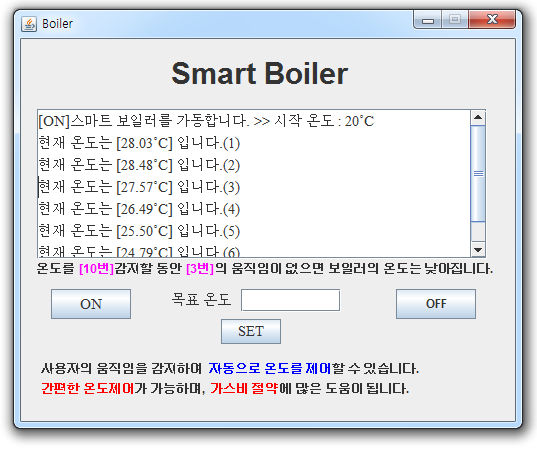 Boiler
Smart Boiler
[ON]스마트 보일러를 가동합니다. >> 시작 온도 : 20˚C
현재 온도는 [28.03˚C] 입니다.(1)
현재 온도는 [28.48˚C] 입니다.(2)
현재 온도는 [27.57˚C] 입니다.(3)
현재 온도는 [26.49˚C] 입니다.(4)
현재 온도는 [25.50˚C] 입니다.(5)
현재 온도는 [24.79˚C] 입니다.(6)
온도를 [10번]감지할 동안 [3번]의 움직임이 없으면 보일러의 온도는 낮아집니다.
ON 목표 온도 OFF
SET
사용자의 움직임을 감지하여 자동으로 온도를 제어할 수 있습니다.
간편한 온도제어가 가능하며, 가스비 절약에 많은 도움이 됩니다.